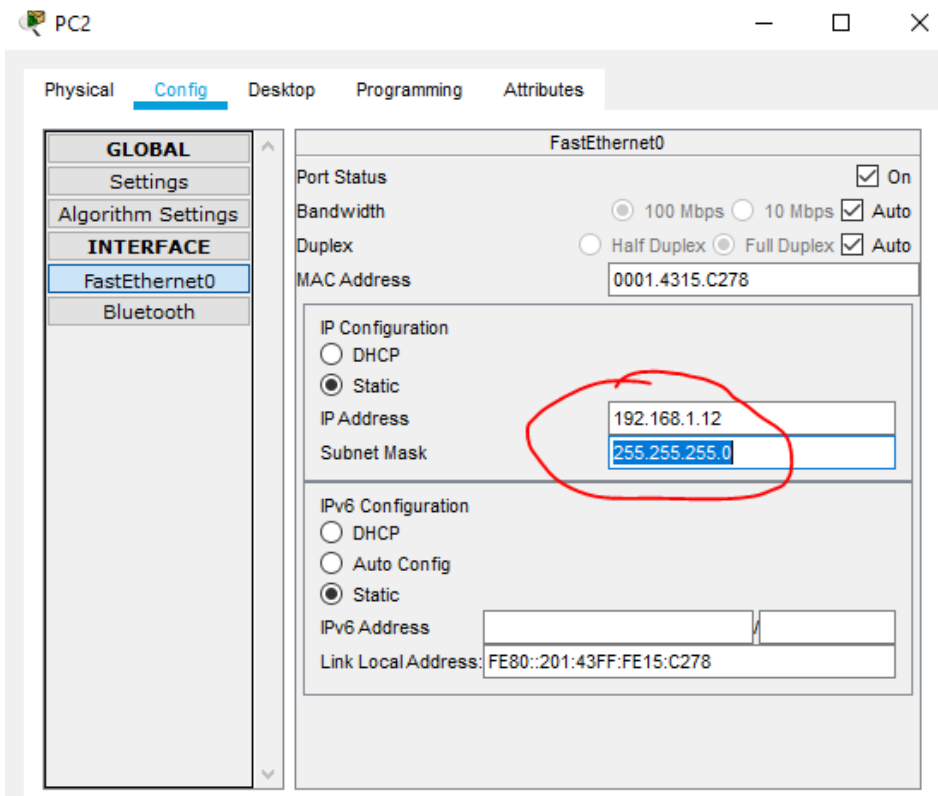 PC2
Physical Config Desktop Programming Attributes
GLOBAL
Settings
Algorithm Settings
INTERFACE
FastEthernet0
Bluetooth
FastEthernet0
Port Status On
Bandwidth 100 Mbps 10 Mbps Auto
Duplex Half Duplex Full Duplex Auto
MAC Address 0001.4315.C278
IP Configuration
DHCP
Static
IP Address 192.168.1.12
Subnet Mask 255.255.255.0
IPv6 Configuration
DHCP
Auto Config
Static
IPv6 Address /
Link Local Address: FE80::201:43FF:FE15:C278